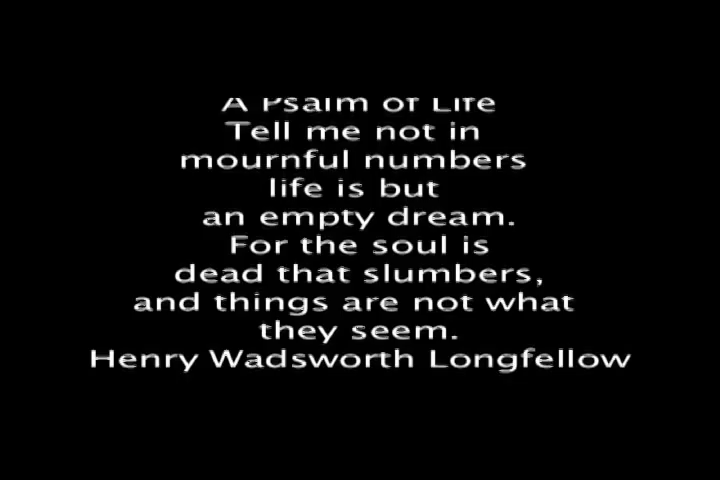 A Psalm of Life
Tell me not in
mournful numbers
life is but
an empty dream.
For the soul is
dead that slumbers,
and things are not what
they seem.
Henry Wadsworth Longfellow